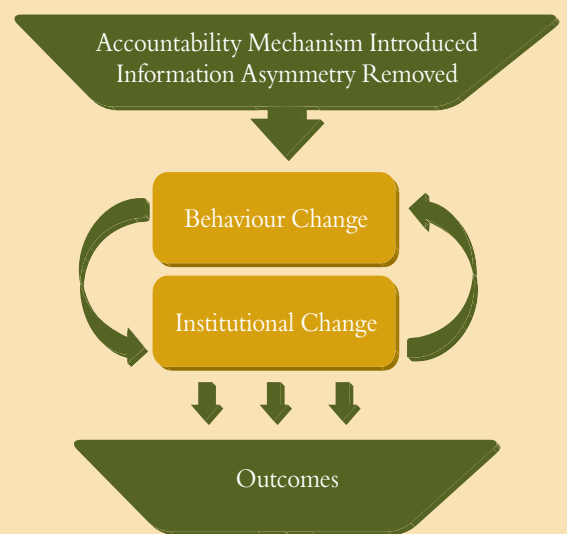 Accountability Mechanism Introduced
Information Asymmetry Removed
Behaviour Change
Institutional Change
Outcomes